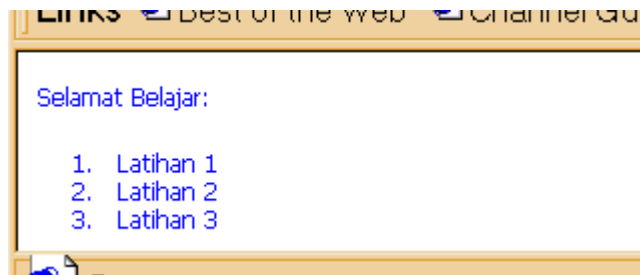 Links Best of the Web Channel Gu
Selamat Belajar:
1. Latihan 1
2. Latihan 2
3. Latihan 3